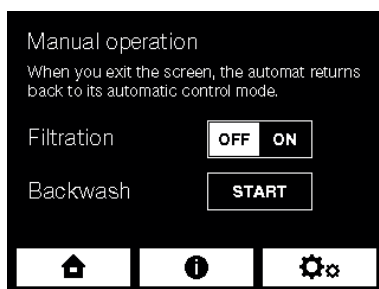 Manual operation
When you exit the screen, the automat returns
back to its automatic control mode.
Filtration OFF ON
Backwash START